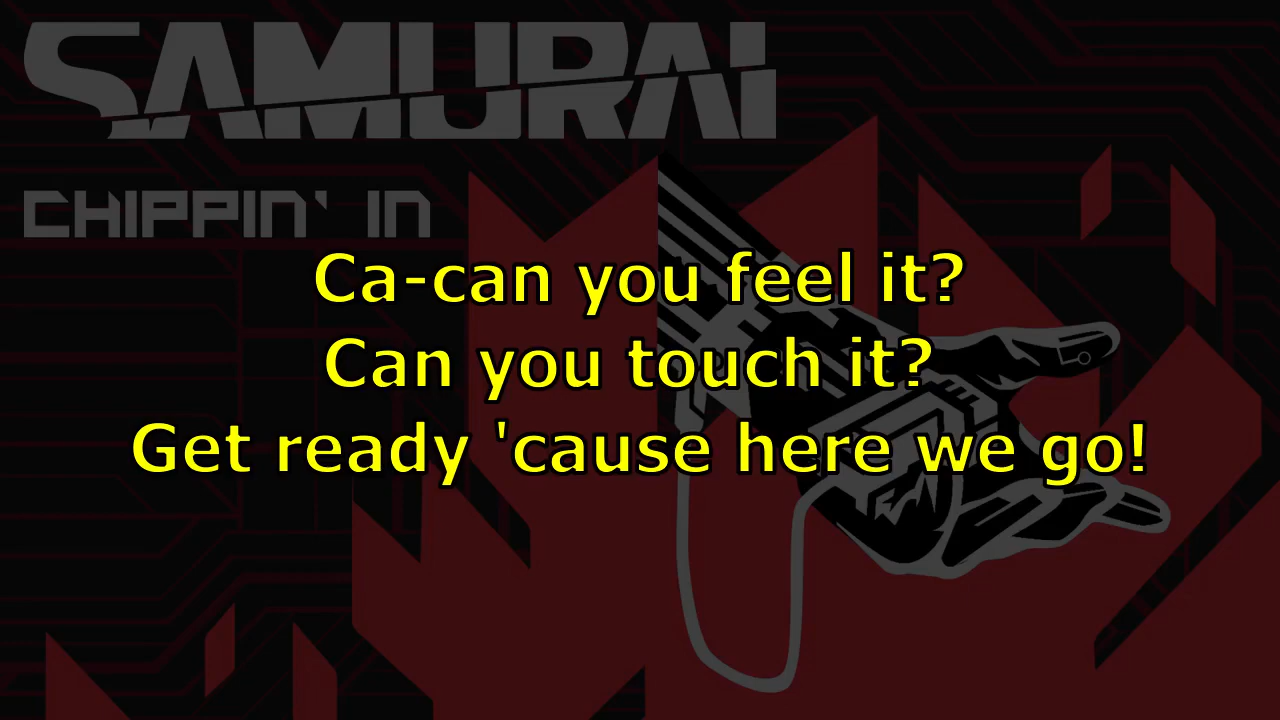 SAMURAI
CHIPPIN' IN
Ca-can you feel it?
Can you touch it?
Get ready 'cause here we go!